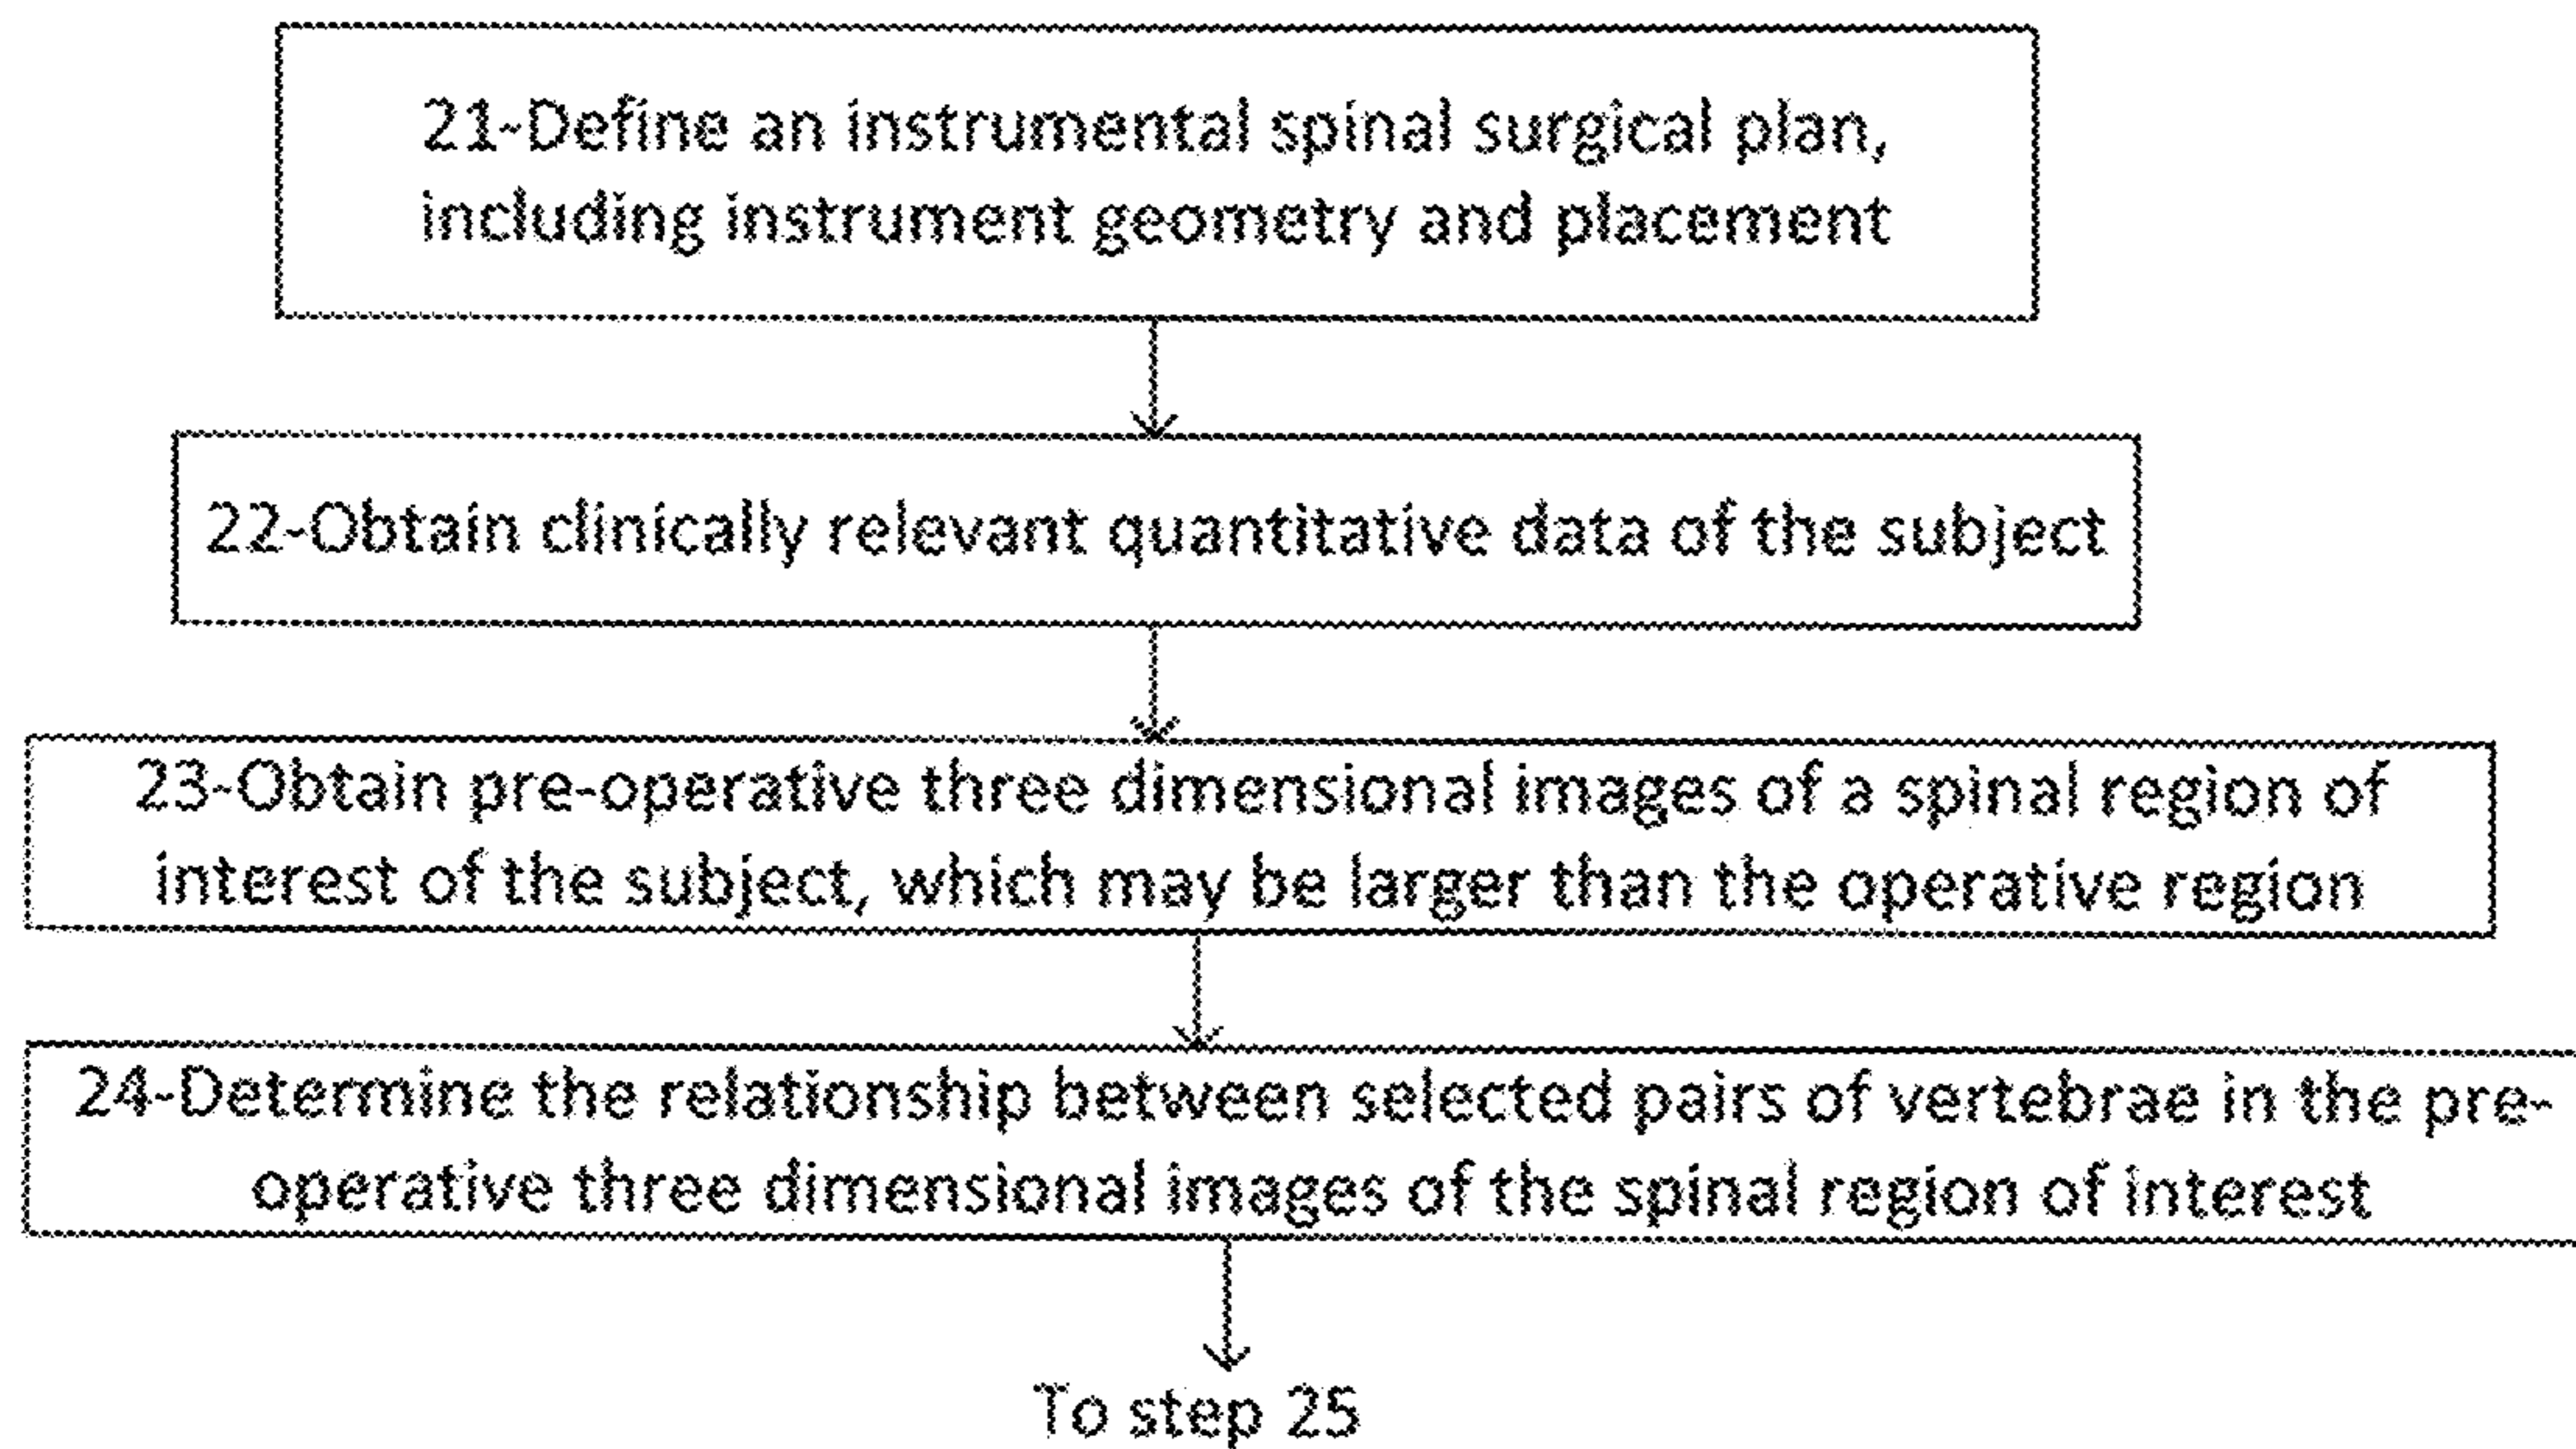 21-Define an instrumental spinal surgical plan,
including instrument geometry and placement
22-Obtain clinically relevant quantitative data of the subject
23-Obtain pre-operative three dimensional images of a spinal region of
interest of the subject, which may be larger than the operative region
24-Determine the relationship between selected pairs of vertebrae in the pre-
operative three dimensional images of the spinal region of interest
To step 25